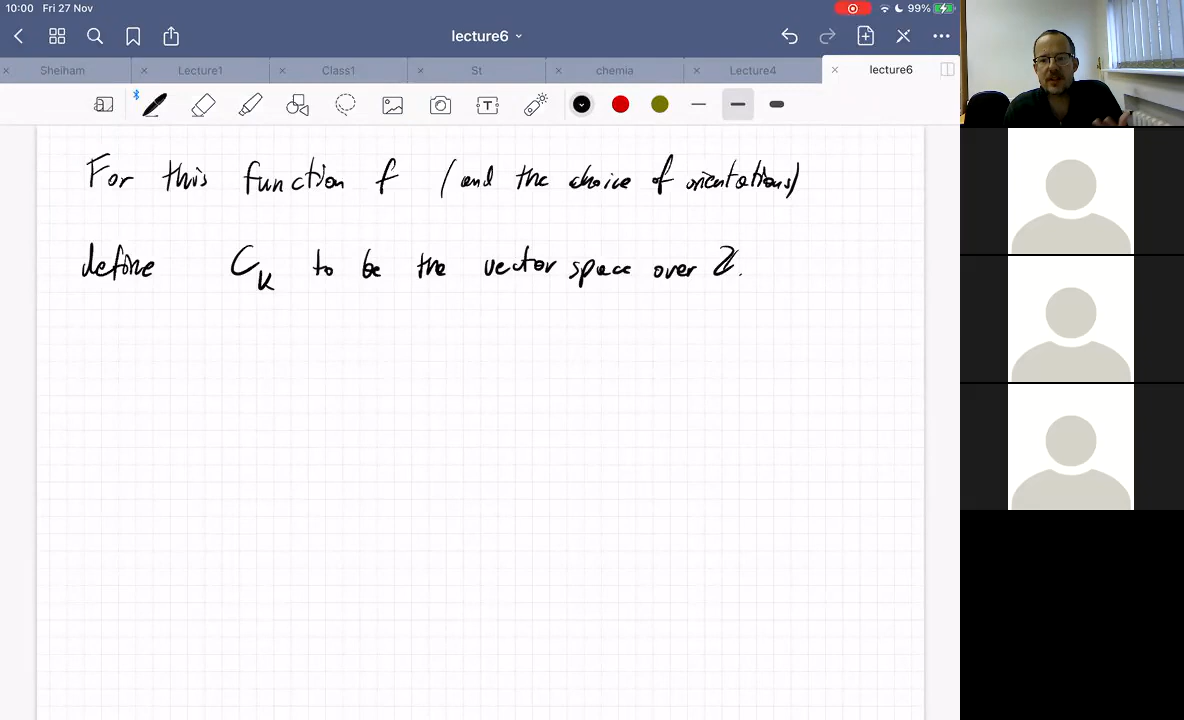 10:00 Fri 27 Nov 99%
lecture6
Sheiham Lecture1 Class1 St chemia Lecture4 lecture6
For this function f (and the choice of orientations)
define C_k to be the vector space over ℤ.